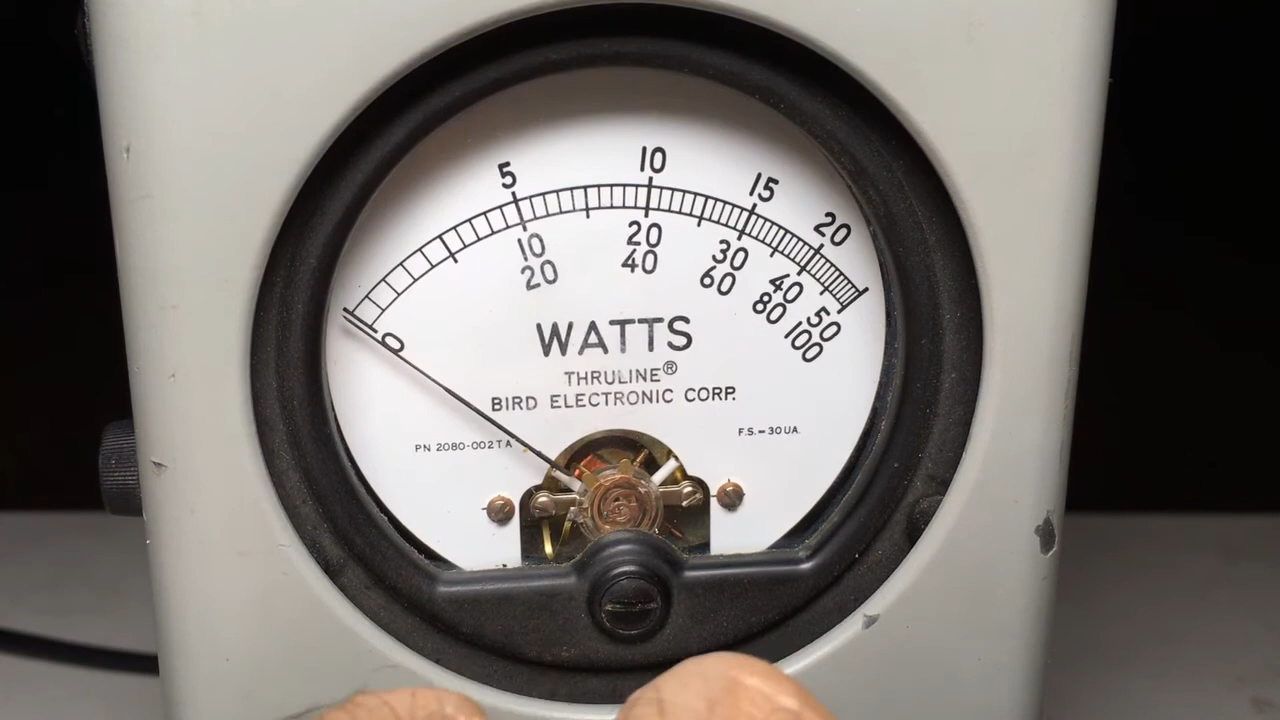 5 10 15 20
10 20 30 40 50
0 20 40 60 80 100
WATTS
THRULINE®
BIRD ELECTRONIC CORP.
PN 2080-002TA F.S.=30UA.